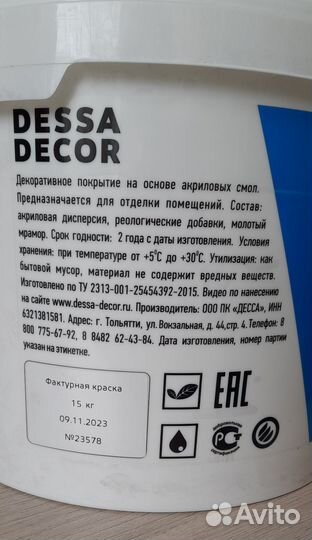 DESSA
DECOR
Декоративное покрытие на основе акриловых смол.
Предназначается для отделки помещений. Состав:
акриловая дисперсия, реологические добавки, молотый
мрамор. Срок годности: 2 года с даты изготовления. Условия
хранения: при температуре от +5°С до +30°С. Утилизация: как
бытовой мусор, материал не содержит вредных веществ.
Изготовлено по ТУ 2313-001-25454392-2015. Видео по нанесению
на сайте www.dessa-decor.ru. Производитель: ООО ПК «ДЕССА», ИНН
6321381581. Адрес: г. Тольятти, ул. Вокзальная, д. 44,стр. 4.Телефон: 8
800 775-67-92, 8 8482 62-43-84. Дата изготовления, номер партии
указан на этикетке.
Фактурная краска
15 кг
09.11.2023
№23578
EAC
добровольная
РСТ
сертификация
Avito